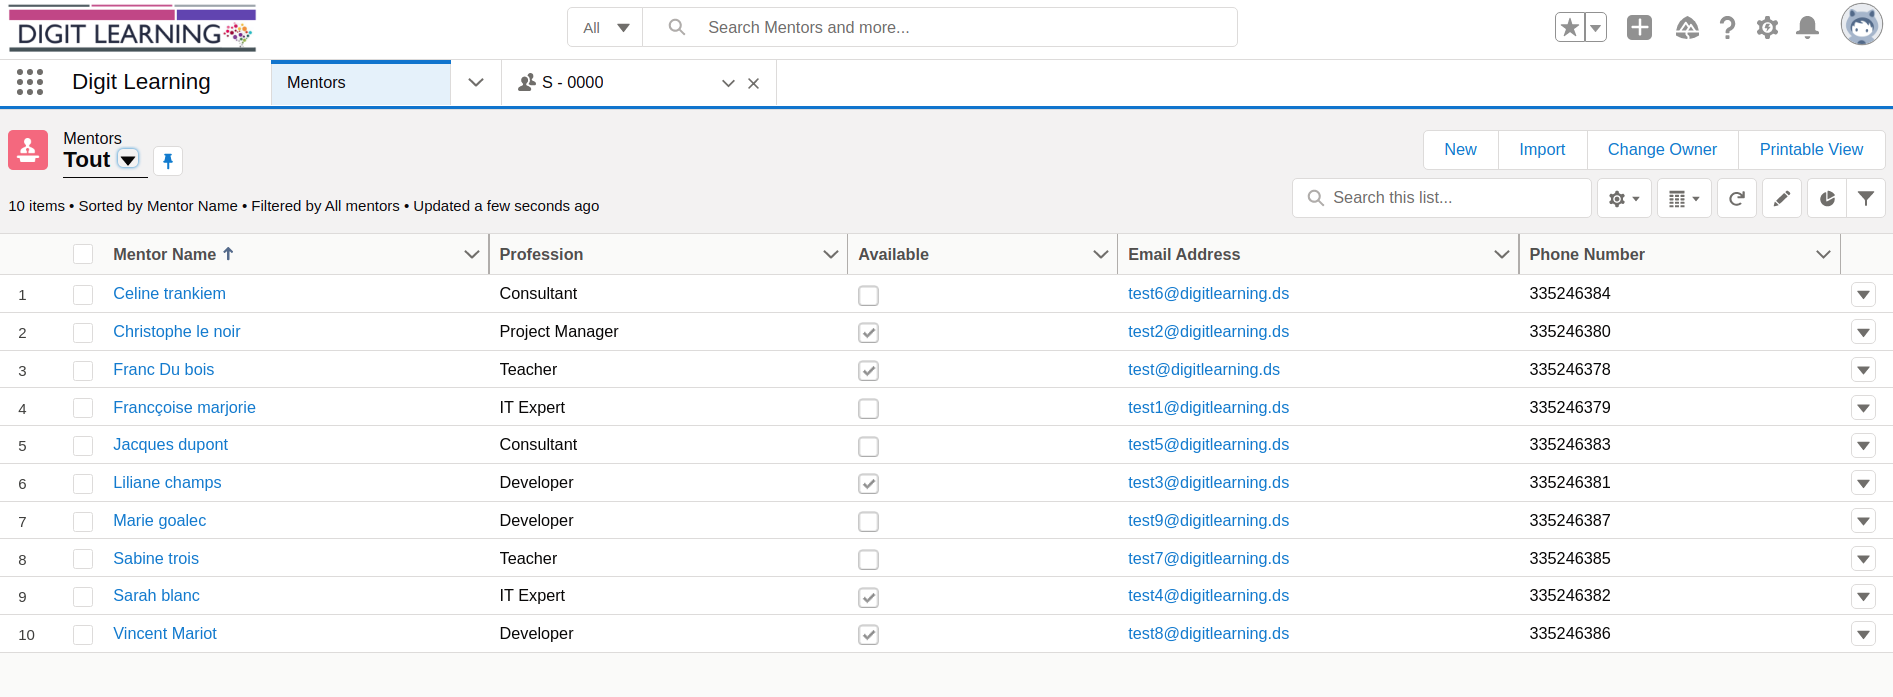 DIGIT LEARNING
All
Search Mentors and more...
Digit Learning
Mentors
S - 0000
Mentors
Tout
New
Import
Change Owner
Printable View
10 items • Sorted by Mentor Name • Filtered by All mentors • Updated a few seconds ago
Search this list...
Mentor Name Profession Available Email Address Phone Number
1 Celine trankiem Consultant test6@digitlearning.ds 335246384
2 Christophe le noir Project Manager test2@digitlearning.ds 335246380
3 Franc Du bois Teacher test@digitlearning.ds 335246378
4 Francçoise marjorie IT Expert test1@digitlearning.ds 335246379
5 Jacques dupont Consultant test5@digitlearning.ds 335246383
6 Liliane champs Developer test3@digitlearning.ds 335246381
7 Marie goalec Developer test9@digitlearning.ds 335246387
8 Sabine trois Teacher test7@digitlearning.ds 335246385
9 Sarah blanc IT Expert test4@digitlearning.ds 335246382
10 Vincent Mariot Developer test8@digitlearning.ds 335246386